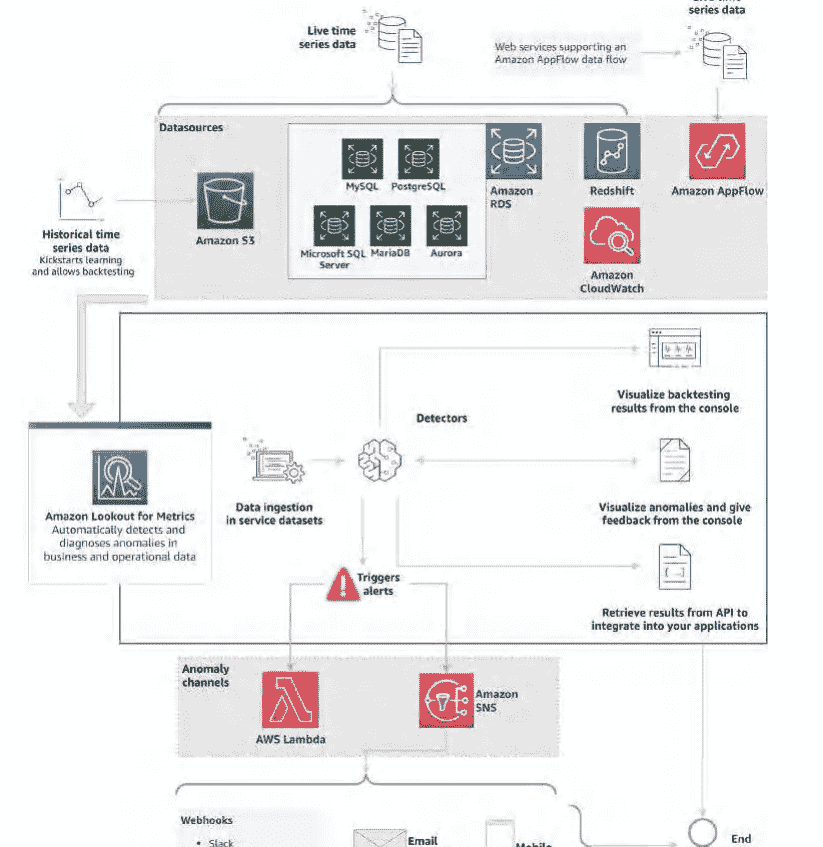 Live time
series data
series data
Web services supporting an
Amazon AppFlow data flow
Datasources
MySQL
PostgreSQL
Amazon
RDS
Redshift
Amazon AppFlow
Amazon S3
Historical time
series data
Kickstarts learning
and allows backtesting
Microsoft SQL
Server
MariaDB
Aurora
Amazon
CloudWatch
Visualize backtesting
results from the console
Detectors
Data ingestion
in service datasets
Visualize anomalies and give
feedback from the console
Amazon Lookout for Metrics
Automatically detects and
diagnoses anomalies in
business and operational data
Triggers
alerts
Retrieve results from API to
integrate into your applications
Anomaly
channels
AWS Lambda
Amazon
SNS
Webhooks
• Slack
Email
Mobile
End